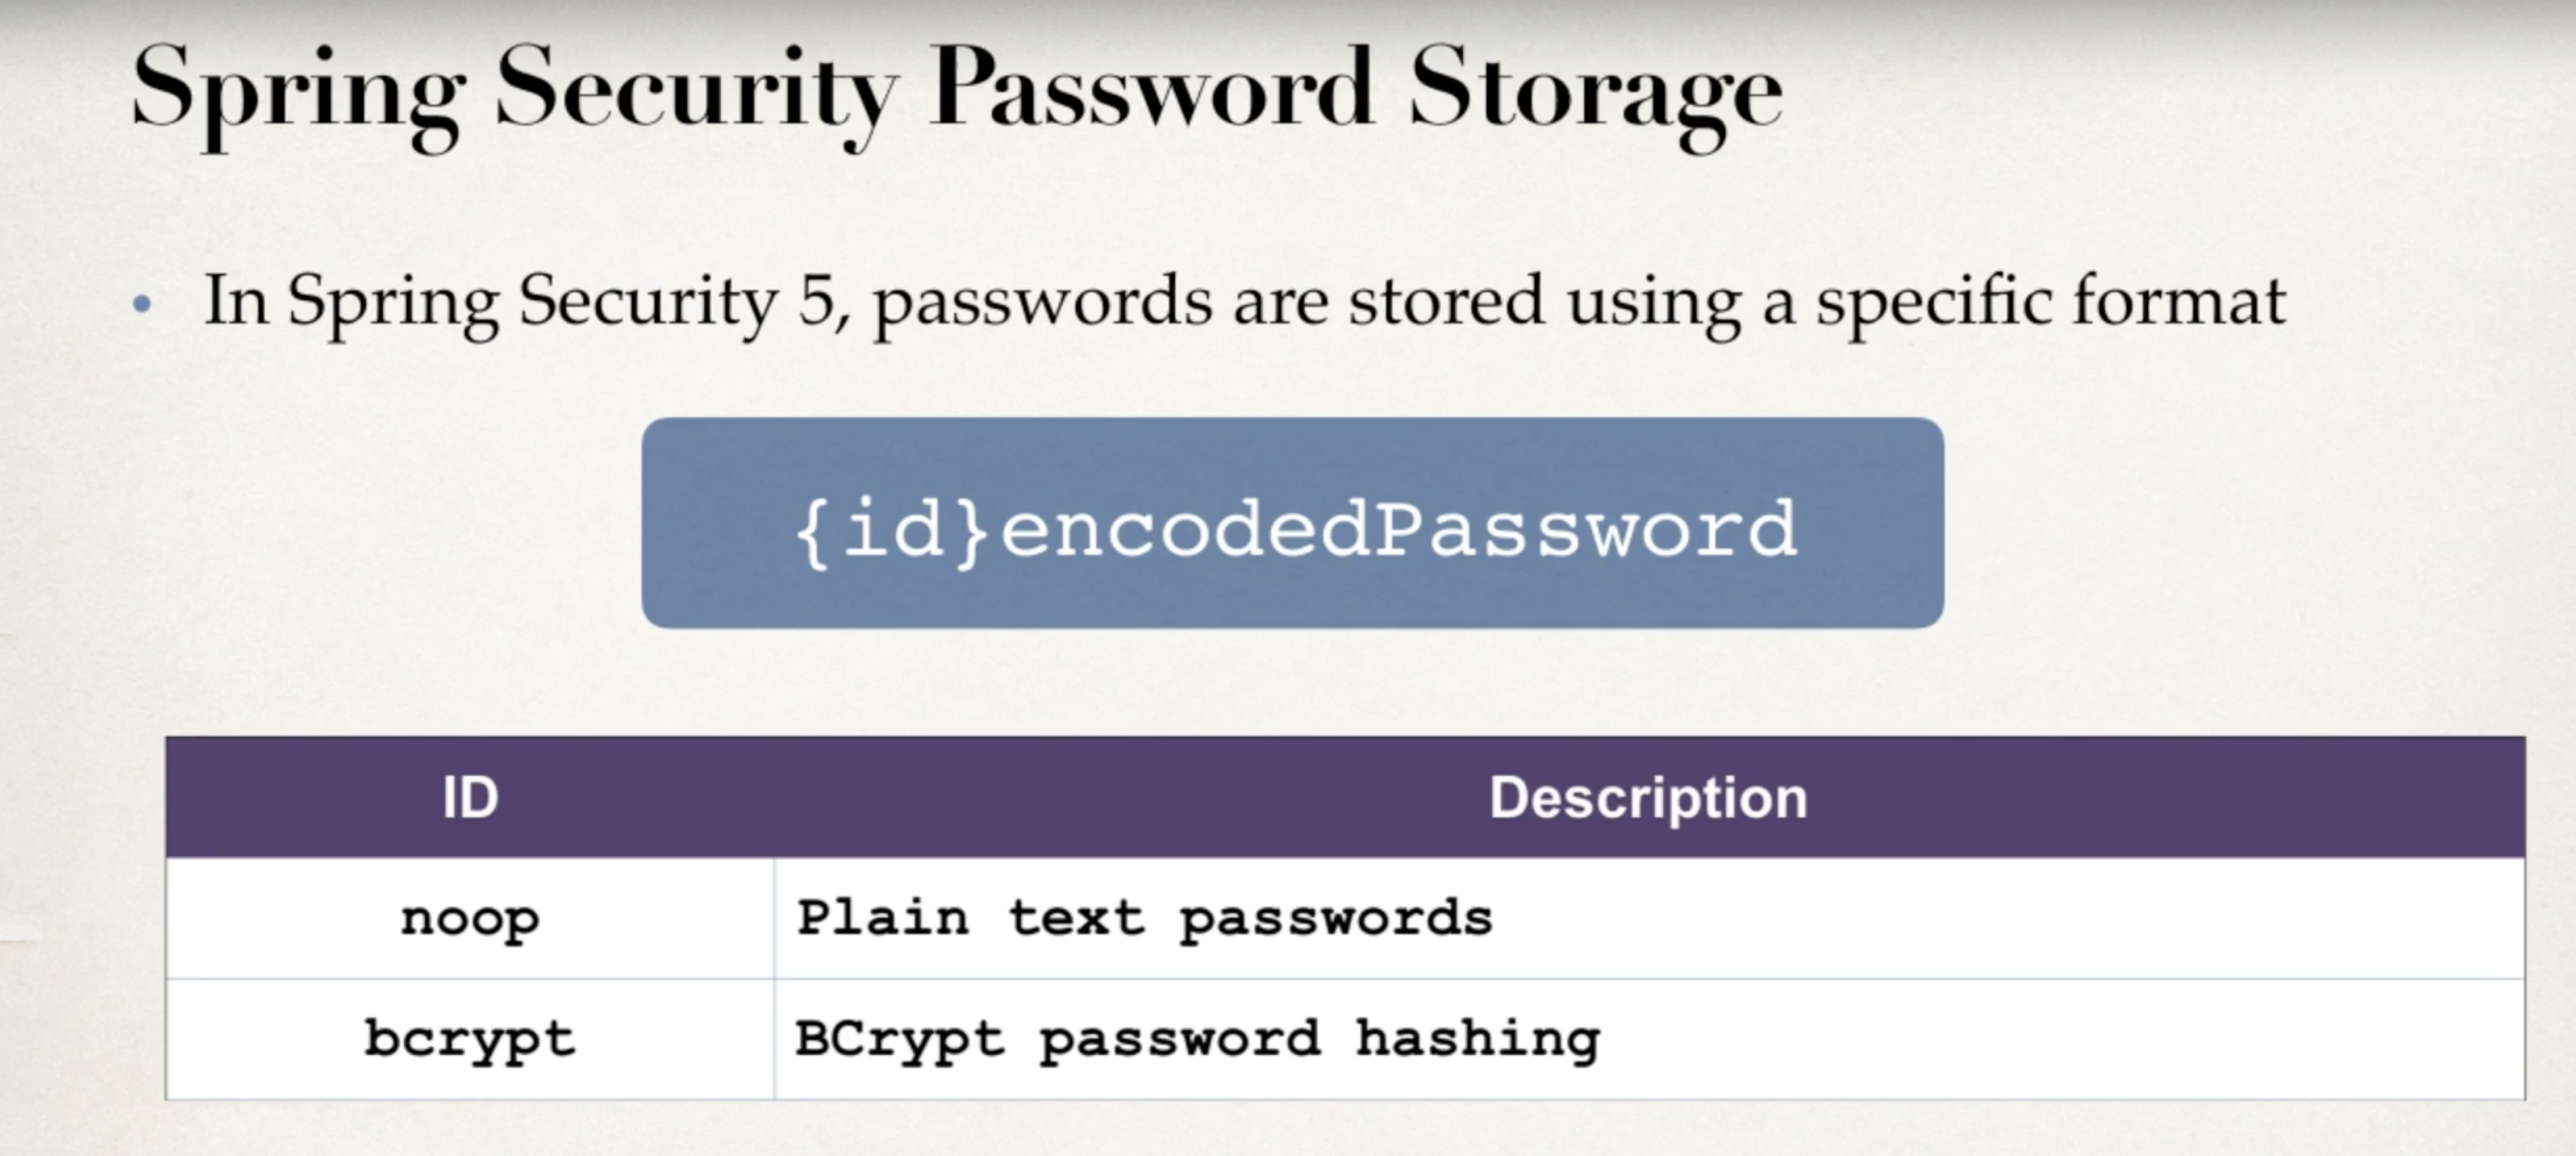 Spring Security Password Storage
• In Spring Security 5, passwords are stored using a specific format
{id}encodedPassword
ID Description
noop Plain text passwords
bcrypt BCrypt password hashing